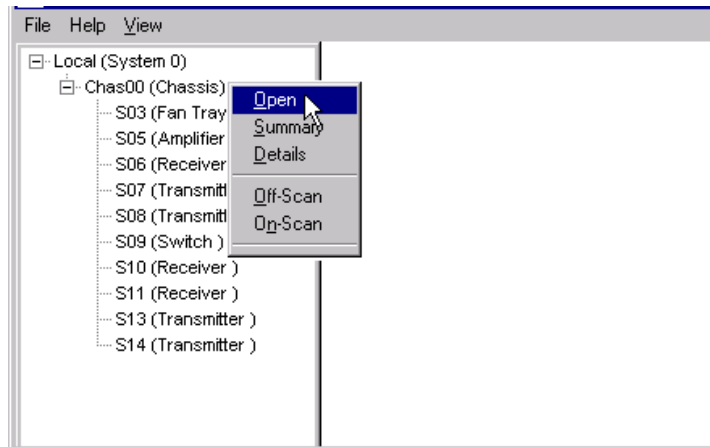 File Help View
Local (System 0)
Chas00 (Chassis)
S03 (Fan Tray
S05 (Amplifier
S06 (Receiver
S07 (Transmitt
S08 (Transmitt
S09 (Switch )
S10 (Receiver )
S11 (Receiver )
S13 (Transmitter )
S14 (Transmitter )
Open
Summary
Details
Off-Scan
On-Scan